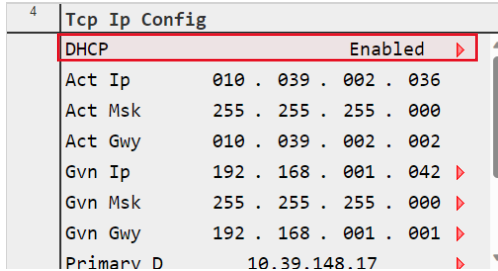 4
Tcp Ip Config
DHCP Enabled
Act Ip 010 . 039 . 002 . 036
Act Msk 255 . 255 . 255 . 000
Act Gwy 010 . 039 . 002 . 002
Gvn Ip 192 . 168 . 001 . 042
Gvn Msk 255 . 255 . 255 . 000
Gvn Gwy 192 . 168 . 001 . 001
Primary D 10.39.148.17